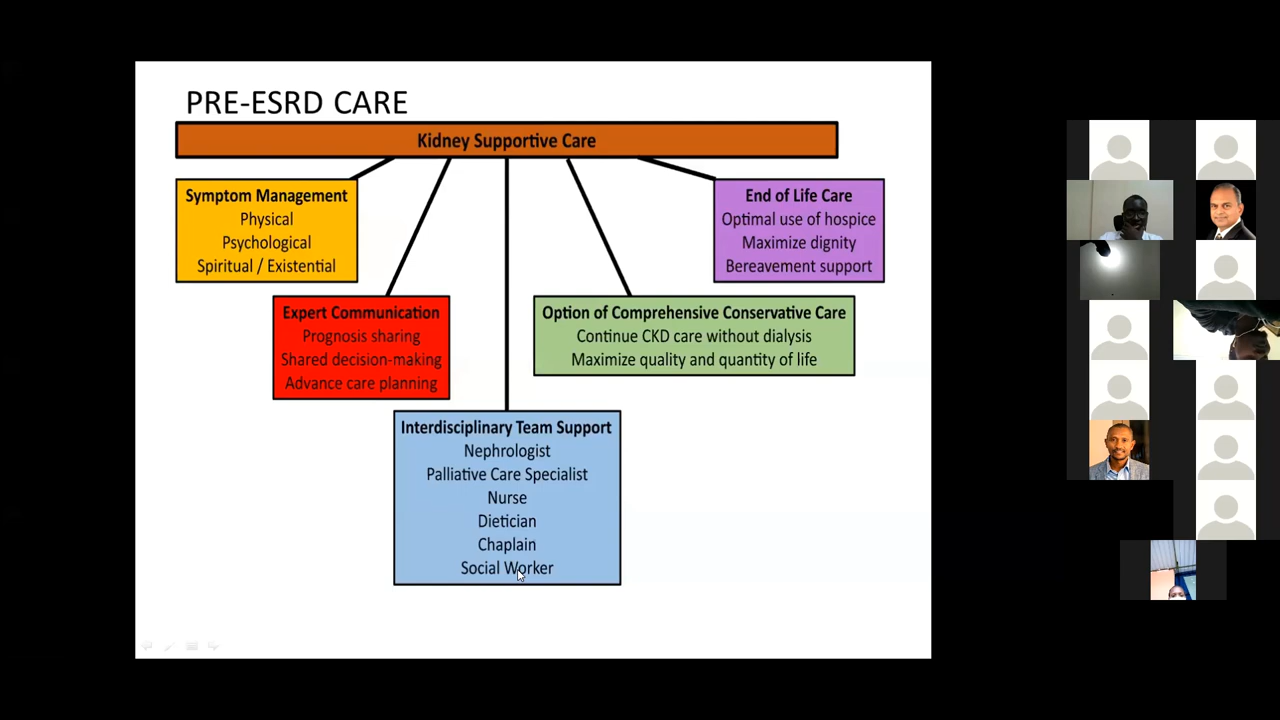 PRE-ESRD CARE
Kidney Supportive Care
Symptom Management
Physical
Psychological
Spiritual / Existential
Expert Communication
Prognosis sharing
Shared decision-making
Advance care planning
Interdisciplinary Team Support
Nephrologist
Palliative Care Specialist
Nurse
Dietician
Chaplain
Social Worker
Option of Comprehensive Conservative Care
Continue CKD care without dialysis
Maximize quality and quantity of life
End of Life Care
Optimal use of hospice
Maximize dignity
Bereavement support